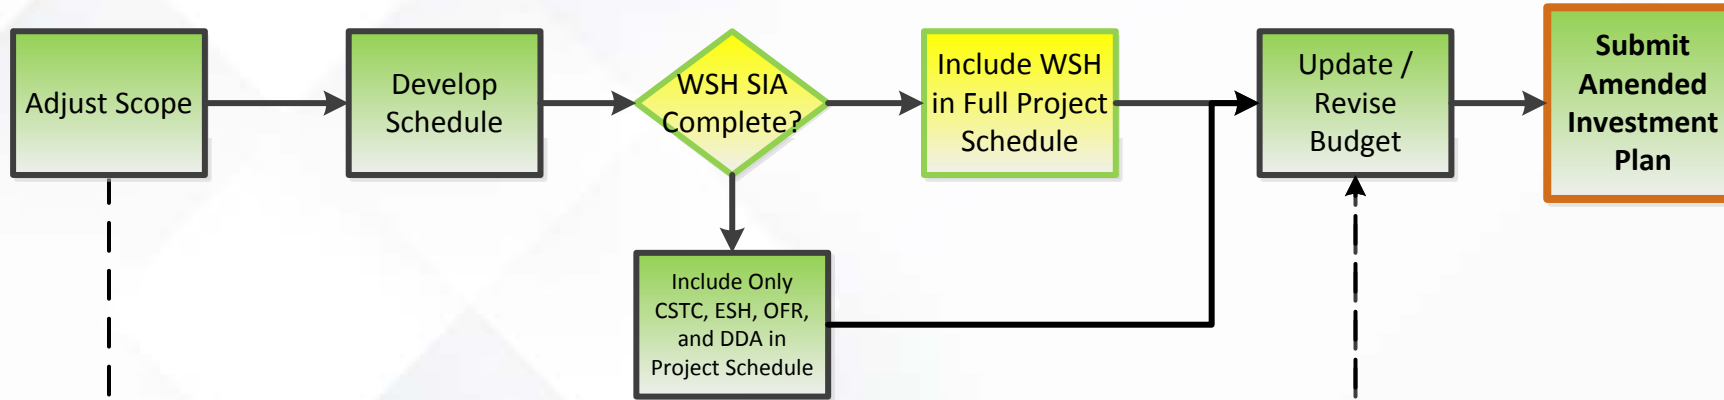 Adjust Scope
Develop
Schedule
WSH SIA
Complete?
Include WSH
in Full Project
Schedule
Update /
Revise
Budget
Submit
Amended
Investment
Plan
Include Only
CSTC, ESH, OFR,
and DDA in
Project Schedule